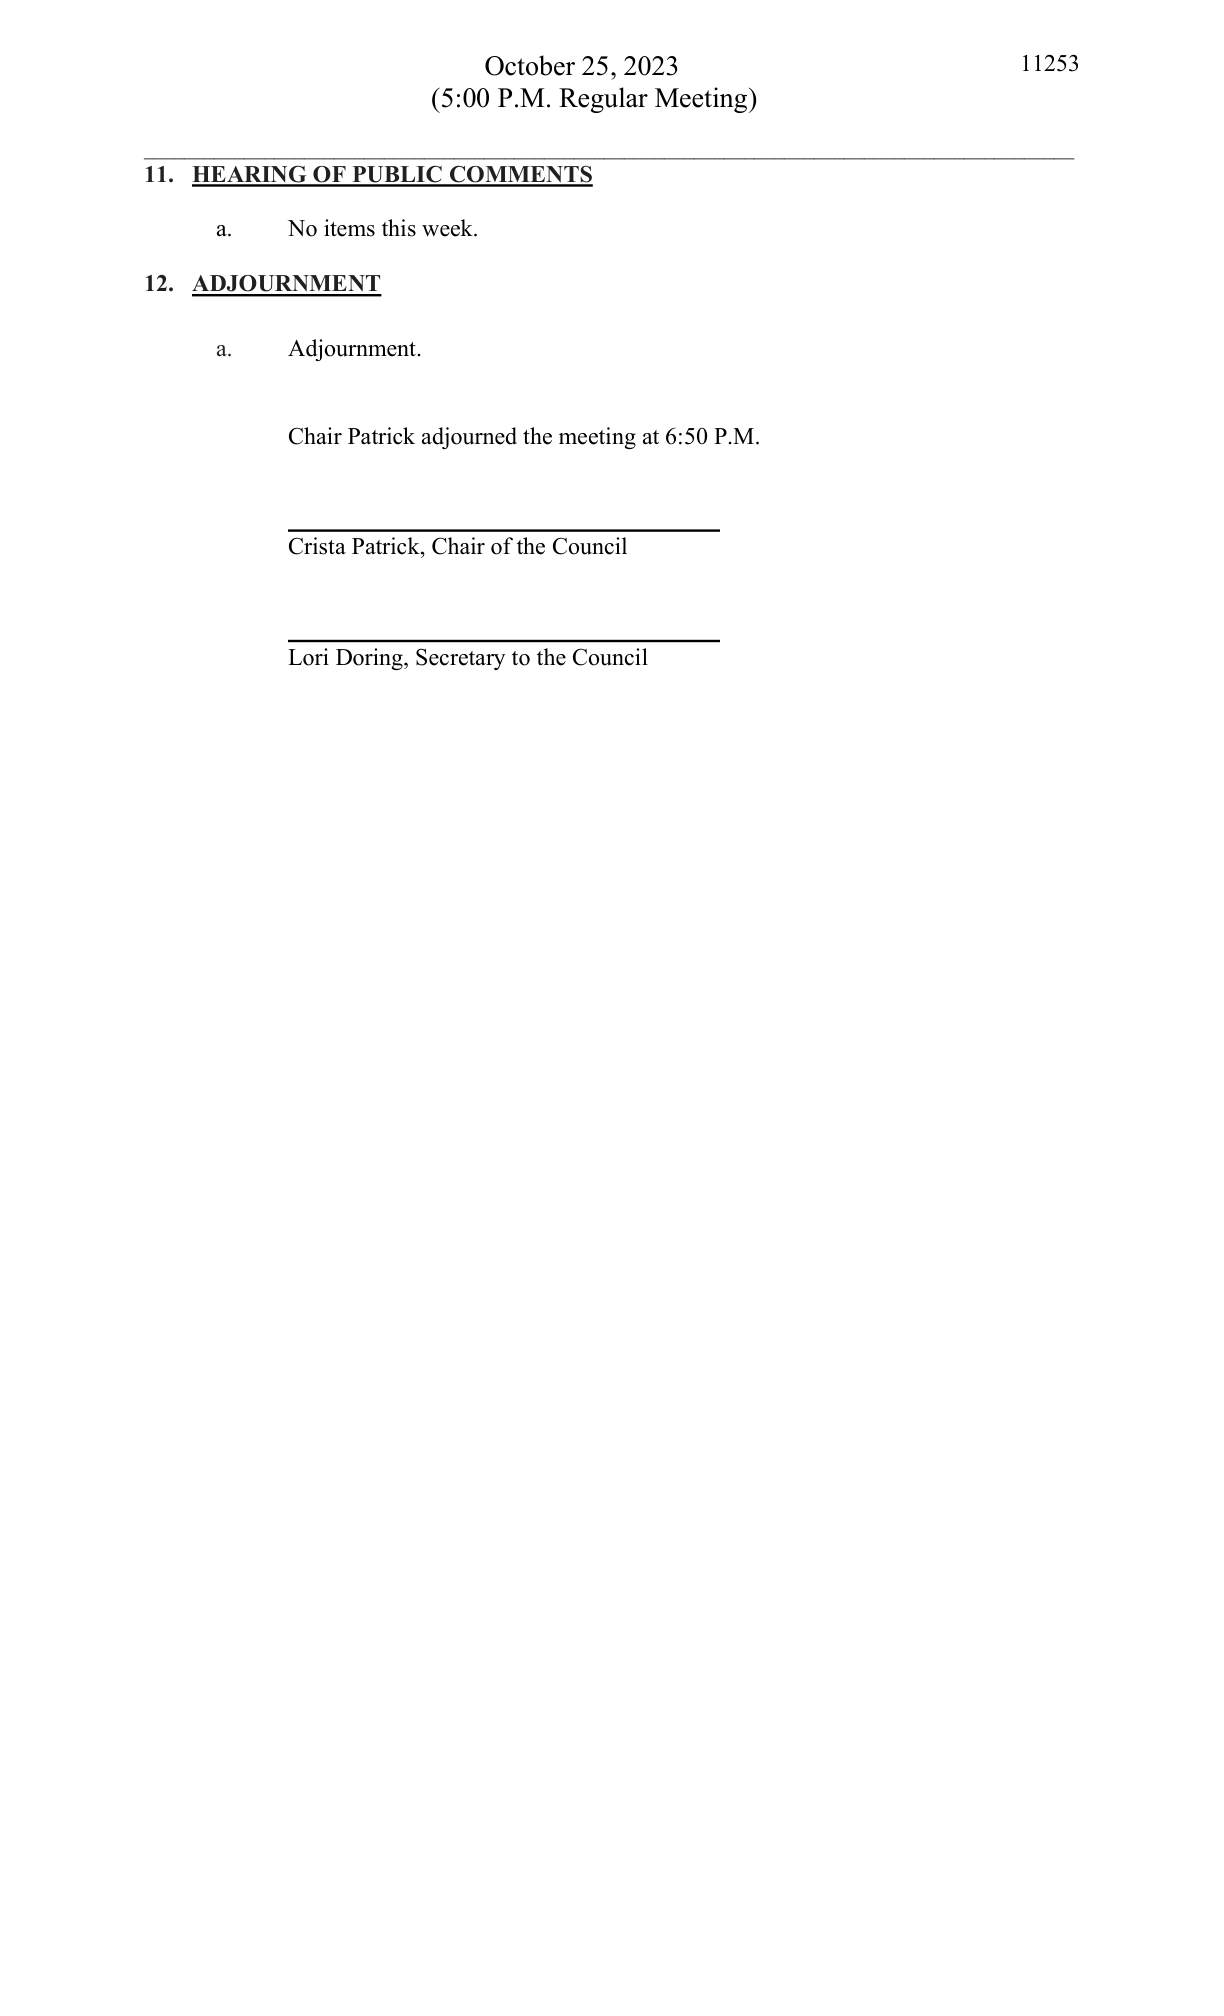 October 25, 2023
11253
(5:00 P.M. Regular Meeting)
11. HEARING OF PUBLIC COMMENTS
a. No items this week.
12. ADJOURNMENT
a. Adjournment.
Chair Patrick adjourned the meeting at 6:50 P.M.
Crista Patrick, Chair of the Council
Lori Doring, Secretary to the Council